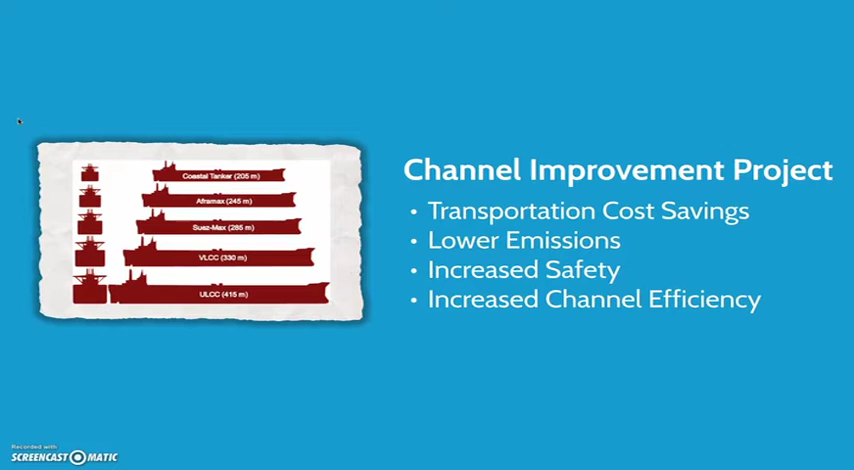 Coastal Tanker (205 m)
Aframax (245 m)
Suez-Max (285 m)
VLCC (330 m)
ULCC (415 m)
Channel Improvement Project
• Transportation Cost Savings
• Lower Emissions
• Increased Safety
• Increased Channel Efficiency
Recorded with
SCREENCAST-O-MATIC